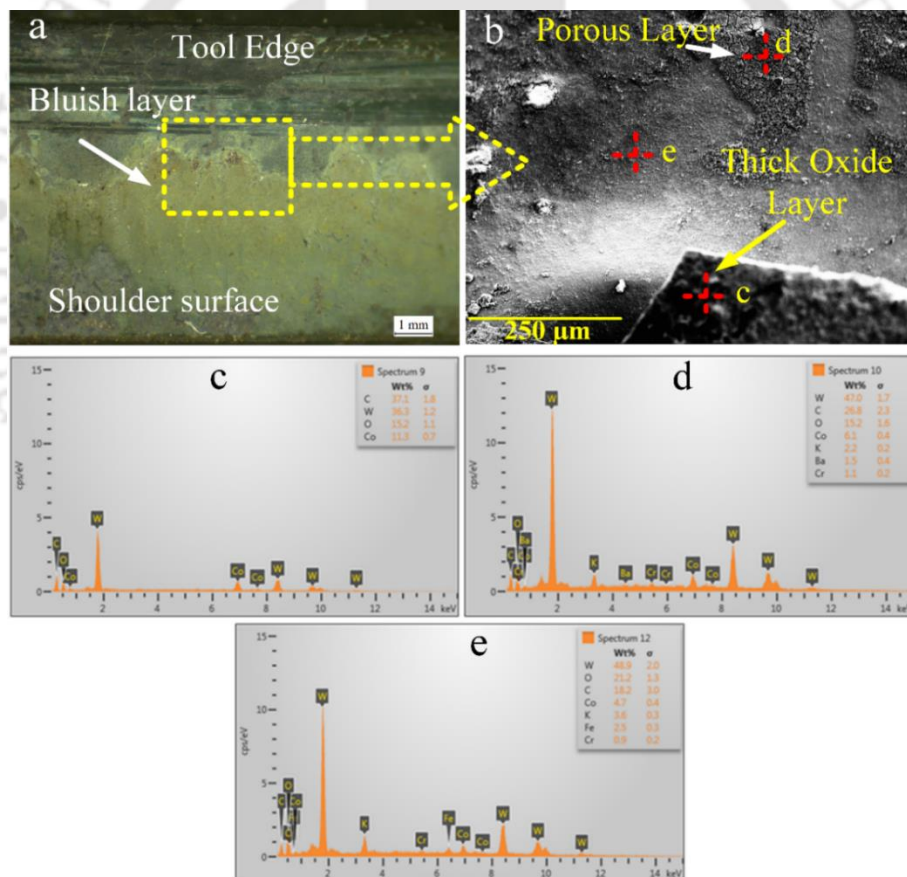 a
Tool Edge
Bluish layer
Shoulder surface
1 mm
b
Porous Layer
d
e
Thick Oxide
Layer
c
250 µm
c
Spectrum 9
Wt% σ
C 37.1 1.8
W 36.3 1.2
O 15.2 1.1
Co 11.3 0.7
cps/eV
15
10
5
0
C O Co W Co Co W W W
2 4 6 8 10 12 14 keV
d
Spectrum 10
Wt% σ
W 47.0 1.7
C 26.8 2.3
O 15.2 1.6
Co 6.1 0.4
K 2.2 0.2
Ba 1.5 0.4
Cr 1.1 0.2
cps/eV
15
10
5
0
C O Ba W K Ba Cr Cr Co Co W W W
2 4 6 8 10 12 14 keV
e
Spectrum 12
Wt% σ
W 48.9 2.0
O 21.2 1.3
C 18.2 3.0
Co 4.7 0.4
K 3.6 0.3
Fe 2.5 0.3
Cr 0.9 0.2
cps/eV
15
10
5
0
C O Co W K Cr Fe Co Co W W W
2 4 6 8 10 12 14 keV